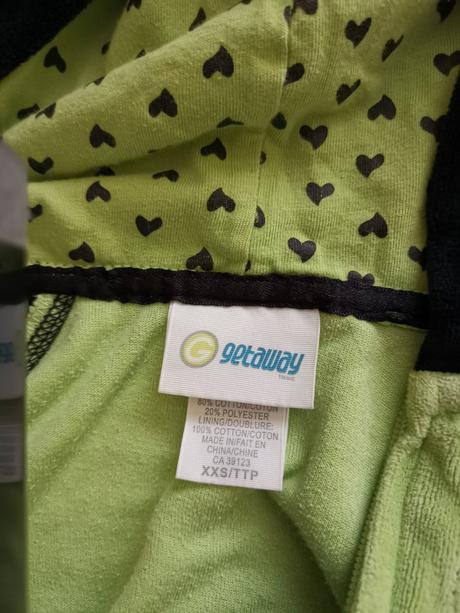 G getaway
80% COTTON/COTON
20% POLYESTER
LINING/DOUBLURE:
100% COTTON/COTON
MADE IN/FAIT EN
CHINA/CHINE
CA 39123
XXS/TTP